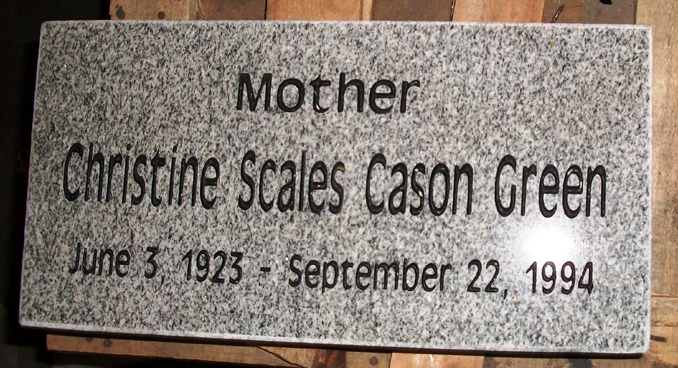 Mother
Christine Scales Cason Green
June 3, 1923 - September 22, 1994